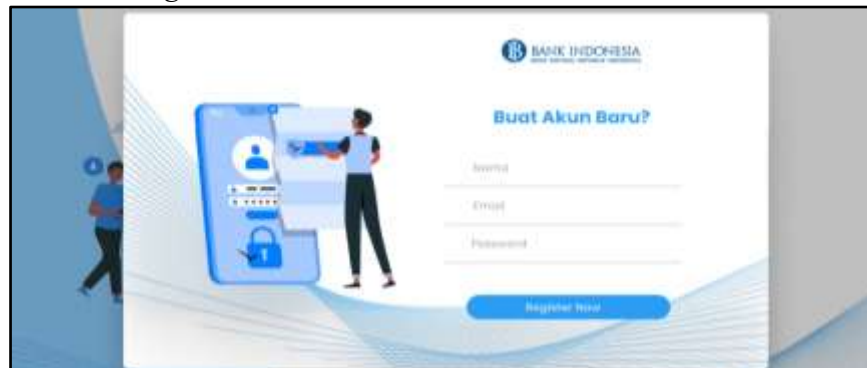 BANK INDONESIA
Buat Akun Baru?
Nama
Email
Password
Register Now